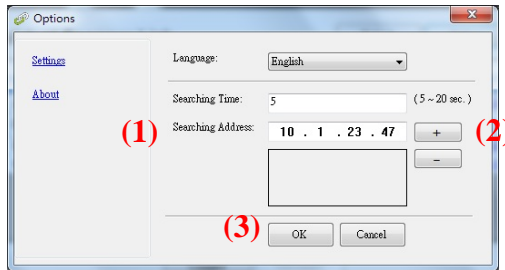 Options
Settings
About
Language: English
Searching Time: 5 (5 ~ 20 sec.)
(1) Searching Address: 10 . 1 . 23 . 47 + (2)
−
(3) OK Cancel